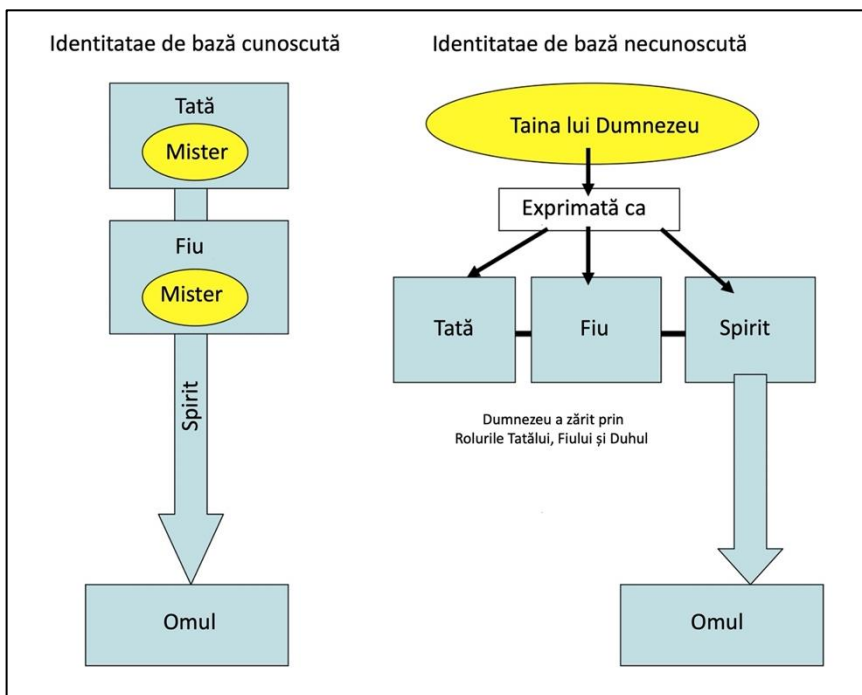 Identitatae de bază cunoscută
Tată
Mister
Fiu
Mister
Spirit
Omul
Identitatae de bază necunoscută
Taina lui Dumnezeu
Exprimată ca
Tată
Fiu
Spirit
Dumnezeu a zărit prin
Rolurile Tatălui, Fiului și Duhul
Omul